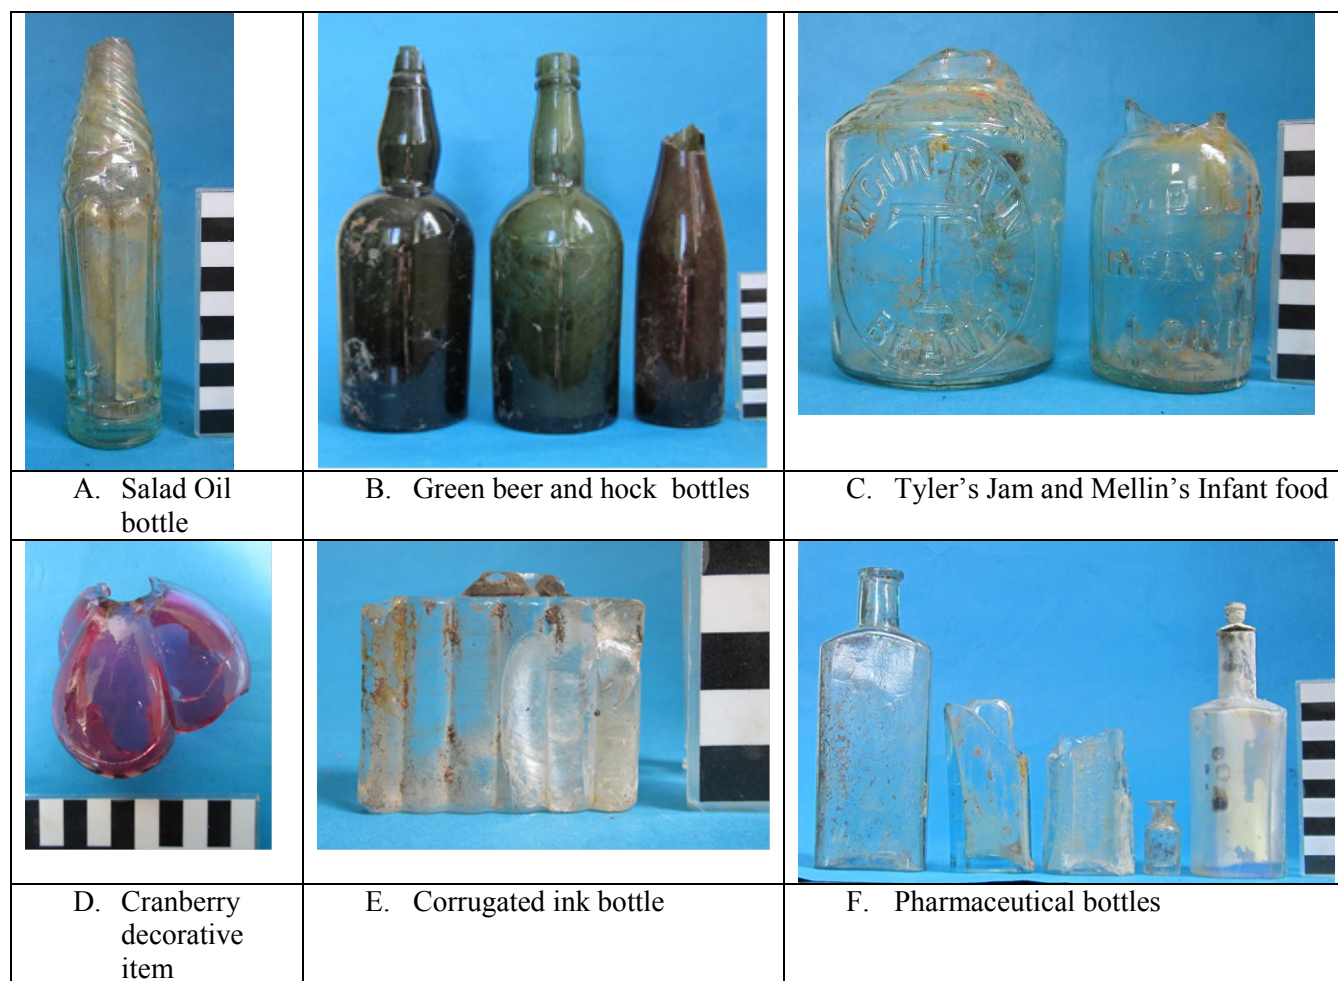 YOUNTAIN
T
BRAND
A. Salad Oil
bottle
B. Green beer and hock bottles
C. Tyler’s Jam and Mellin’s Infant food
D. Cranberry
decorative
item
E. Corrugated ink bottle
F. Pharmaceutical bottles